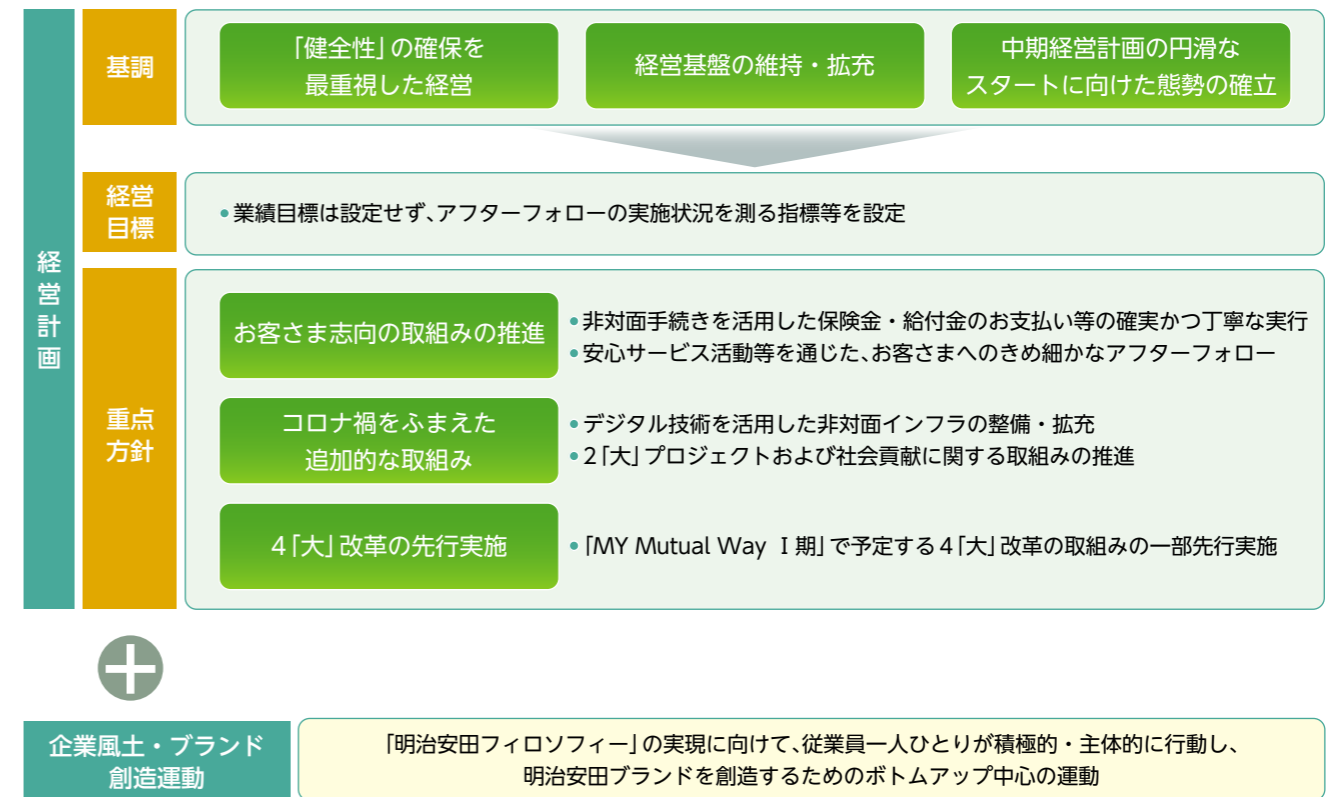 経営計画
基調
「健全性」の確保を
最重視した経営
経営基盤の維持・拡充
中期経営計画の円滑な
スタートに向けた態勢の確立
経営
目標
•業績目標は設定せず、アフターフォローの実施状況を測る指標等を設定
重点
方針
お客さま志向の取組みの推進
•非対面手続きを活用した保険金・給付金のお支払い等の確実かつ丁寧な実行
•安心サービス活動等を通じた、お客さまへのきめ細かなアフターフォロー
コロナ禍をふまえた
追加的な取組み
•デジタル技術を活用した非対面インフラの整備・拡充
•2「大」プロジェクトおよび社会貢献に関する取組みの推進
4「大」改革の先行実施
•「MY Mutual Way Ⅰ期」で予定する4「大」改革の取組みの一部先行実施
企業風土・ブランド
創造運動
「明治安田フィロソフィー」の実現に向けて、従業員一人ひとりが積極的・主体的に行動し、
明治安田ブランドを創造するためのボトムアップ中心の運動